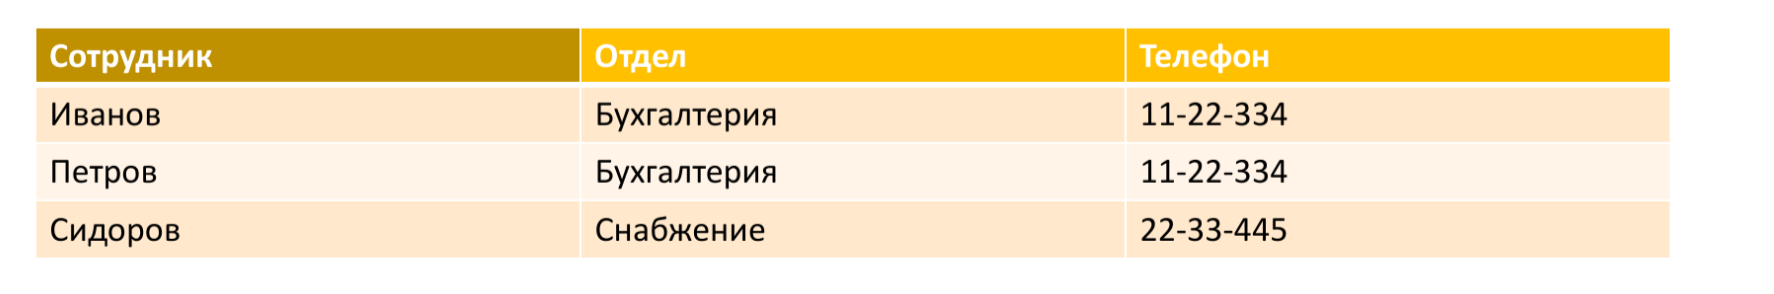 Сотрудник Отдел Телефон
Иванов Бухгалтерия 11-22-334
Петров Бухгалтерия 11-22-334
Сидоров Снабжение 22-33-445